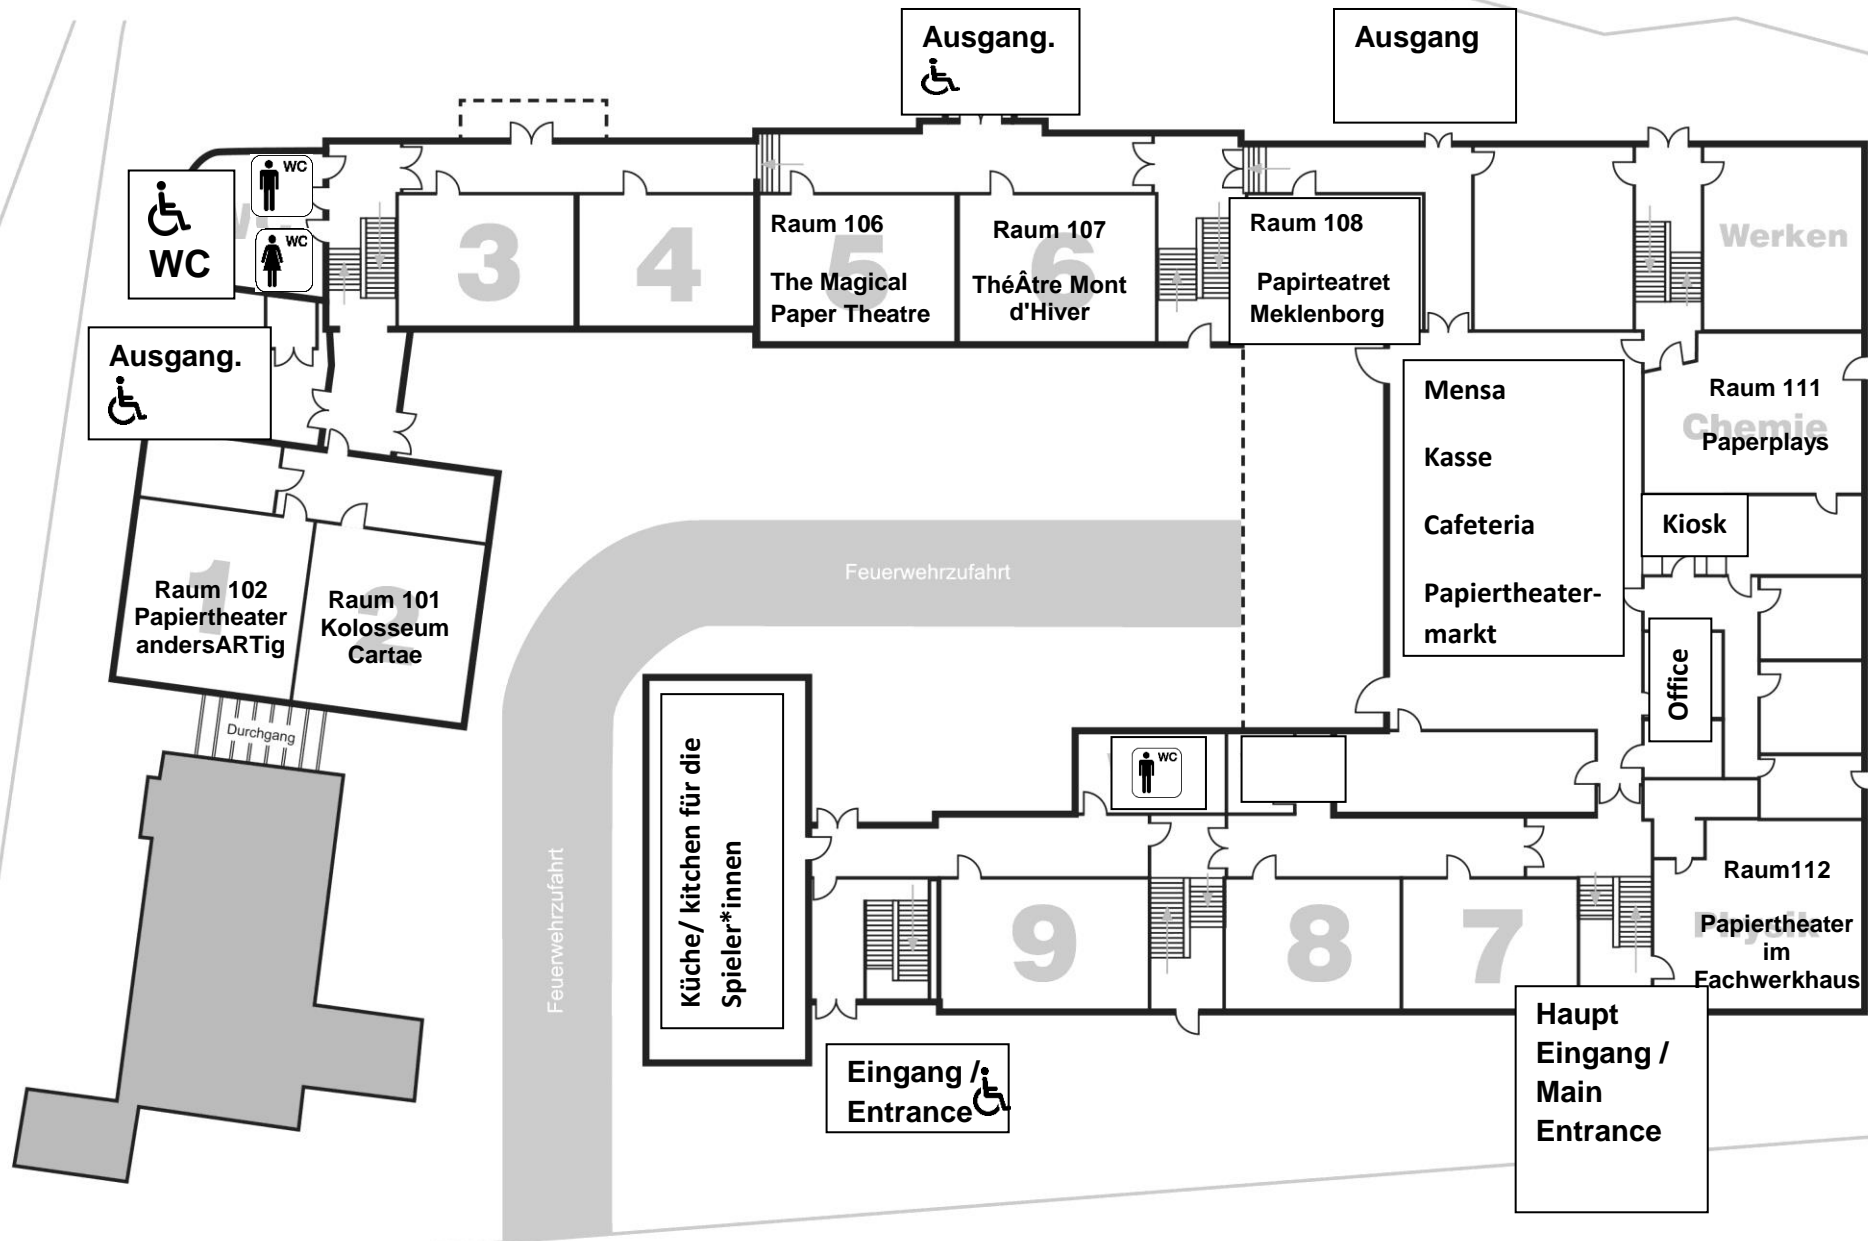 Ausgang.
Ausgang
WC
WC
WC
3
4
5
6
Raum 106
The Magical
Paper Theatre
Raum 107
ThéÂtre Mont
d'Hiver
Raum 108
Papirteatret
Meklenborg
Werken
Ausgang.
Mensa
Kasse
Cafeteria
Papiertheater-
markt
Raum 111
Chemie
Paperplays
Kiosk
Office
Feuerwehrzufahrt
1
Raum 102
Papiertheater
andersARTig
2
Raum 101
Kolosseum
Cartae
Durchgang
Feuerwehrzufahrt
Küche/ kitchen für die
Spieler*innen
WC
9
8
7
Raum112
Physik
Papiertheater
im
Fachwerkhaus
Eingang /
Entrance
Haupt
Eingang /
Main
Entrance